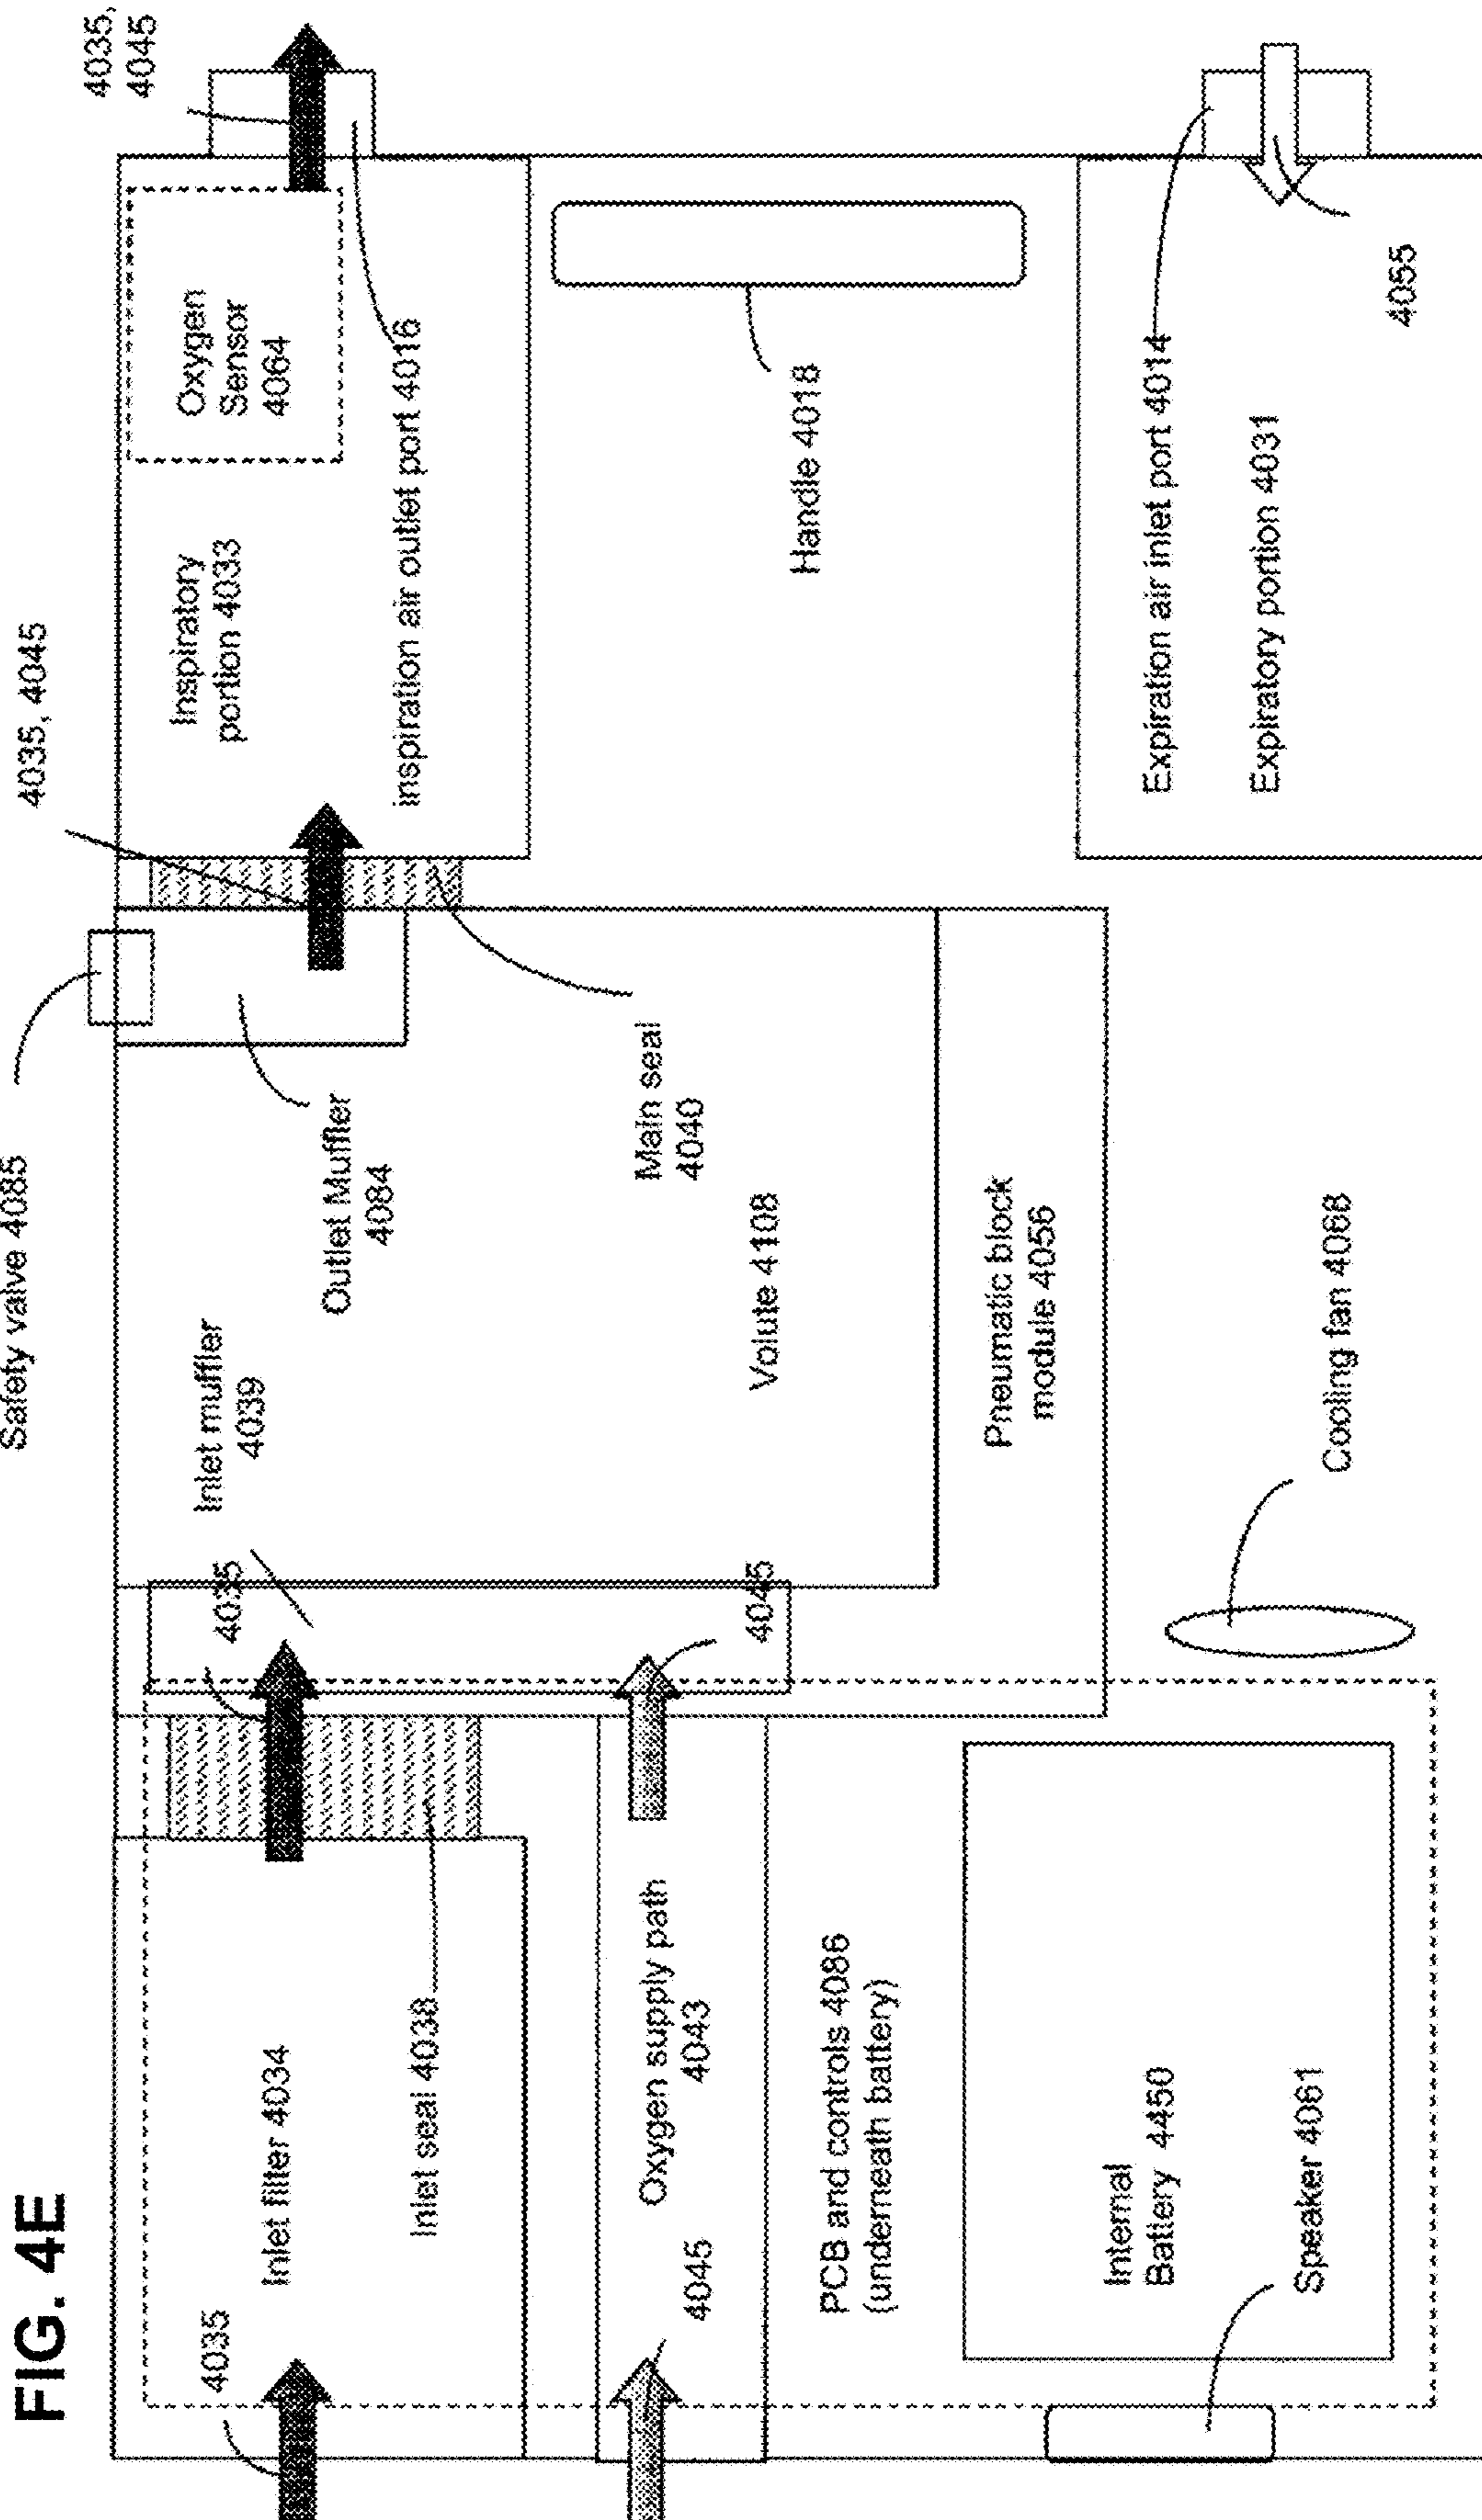 FIG. 4E
Safety valve 4085
4035, 4045
4035,
4045
4035
Inlet filter 4034
Inlet seal 4038
4035
Inlet muffler
4039
Outlet Muffler
4084
Inspiratory
portion 4033
Oxygen
Sensor
4064
inspiration air outlet port 4016
4045
Oxygen supply path
4043
4045
Main seal
4040
Volute 4108
Handle 4018
PCB and controls 4086
(underneath battery)
Pneumatic block
module 4056
Internal
Battery 4450
Speaker 4061
Cooling fan 4066
Expiration air inlet port 4014
Expiratory portion 4031
4055